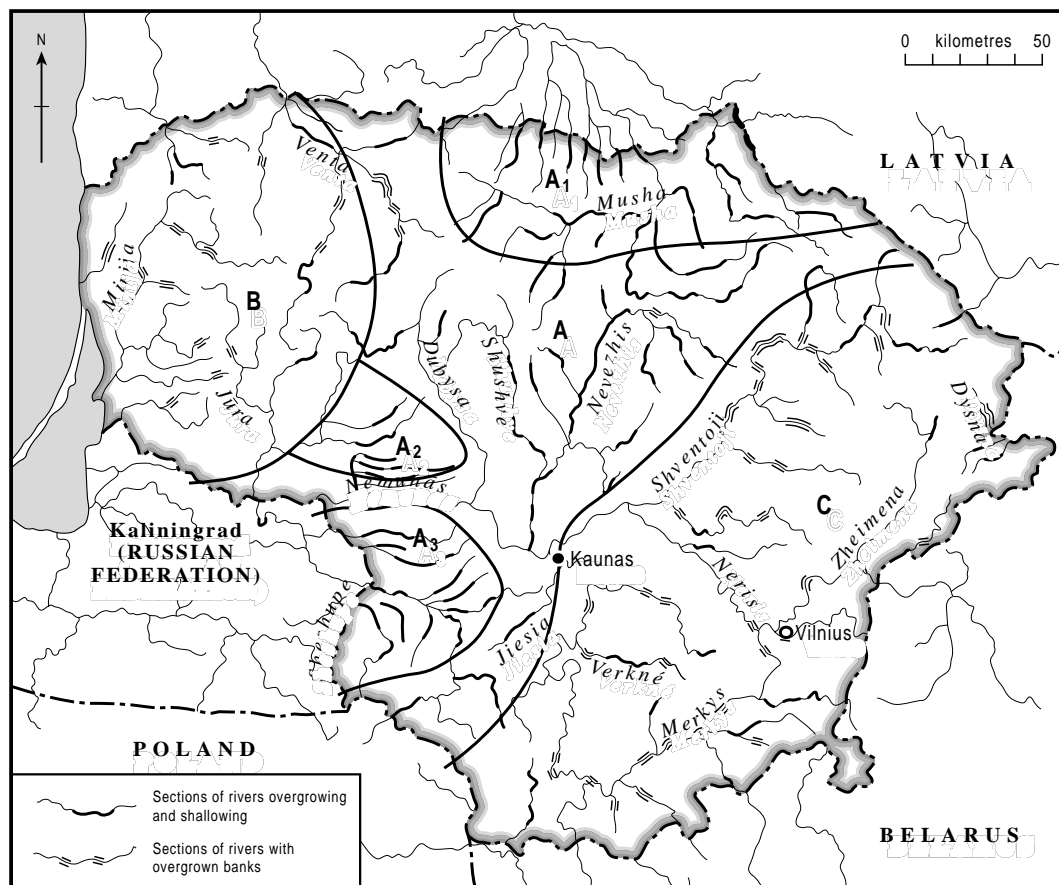 N
0 kilometres 50
LATVIA
Venta
A1
Musha
Minija
B
A
Dubysa
Shushvé
Nevezhis
Jura
A2
Nemunas
Shventoji
Dysna
C
Zheimena
Kaliningrad
(RUSSIAN
FEDERATION)
A3
Kaunas
Neris
Sheshupe
Jiesia
Vilnius
Verkné
Merkys
POLAND
BELARUS
Sections of rivers overgrowing
and shallowing
Sections of rivers with
overgrown banks